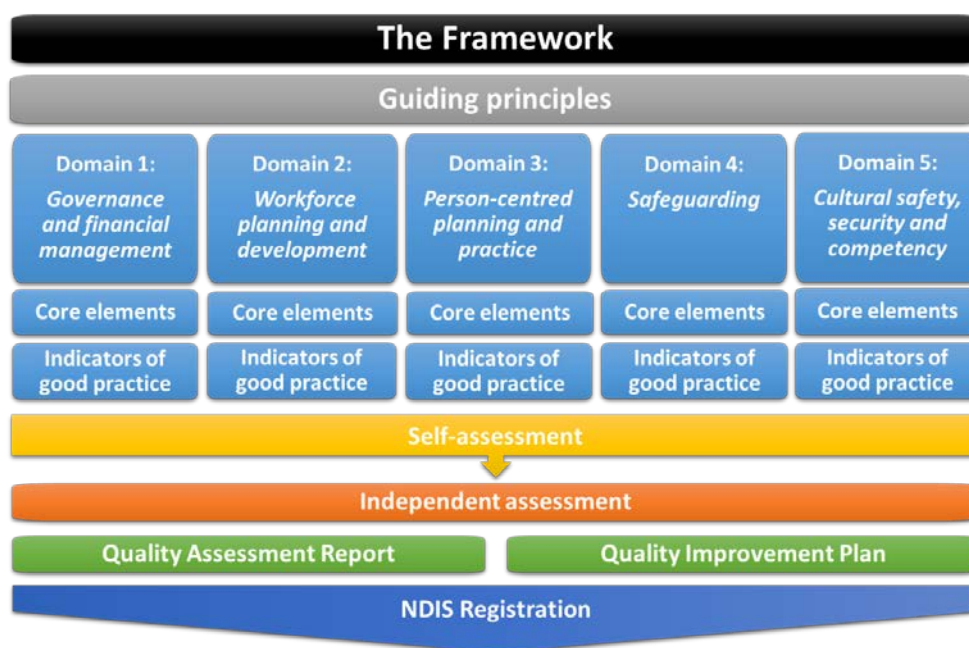 The Framework
Guiding principles
Domain 1:
Governance
and financial
management
Domain 2:
Workforce
planning and
development
Domain 3:
Person-centred
planning and
practice
Domain 4:
Safeguarding
Domain 5:
Cultural safety,
security and
competency
Core elements
Core elements
Core elements
Core elements
Core elements
Indicators of
good practice
Indicators of
good practice
Indicators of
good practice
Indicators of
good practice
Indicators of
good practice
Self-assessment
Independent assessment
Quality Assessment Report
Quality Improvement Plan
NDIS Registration